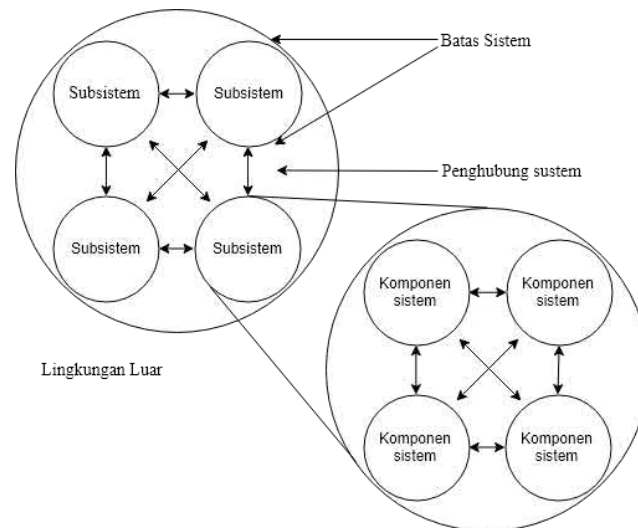 Batas Sistem
Subsistem
Subsistem
Penghubung sustem
Subsistem
Subsistem
Komponen
sistem
Komponen
sistem
Lingkungan Luar
Komponen
sistem
Komponen
sistem